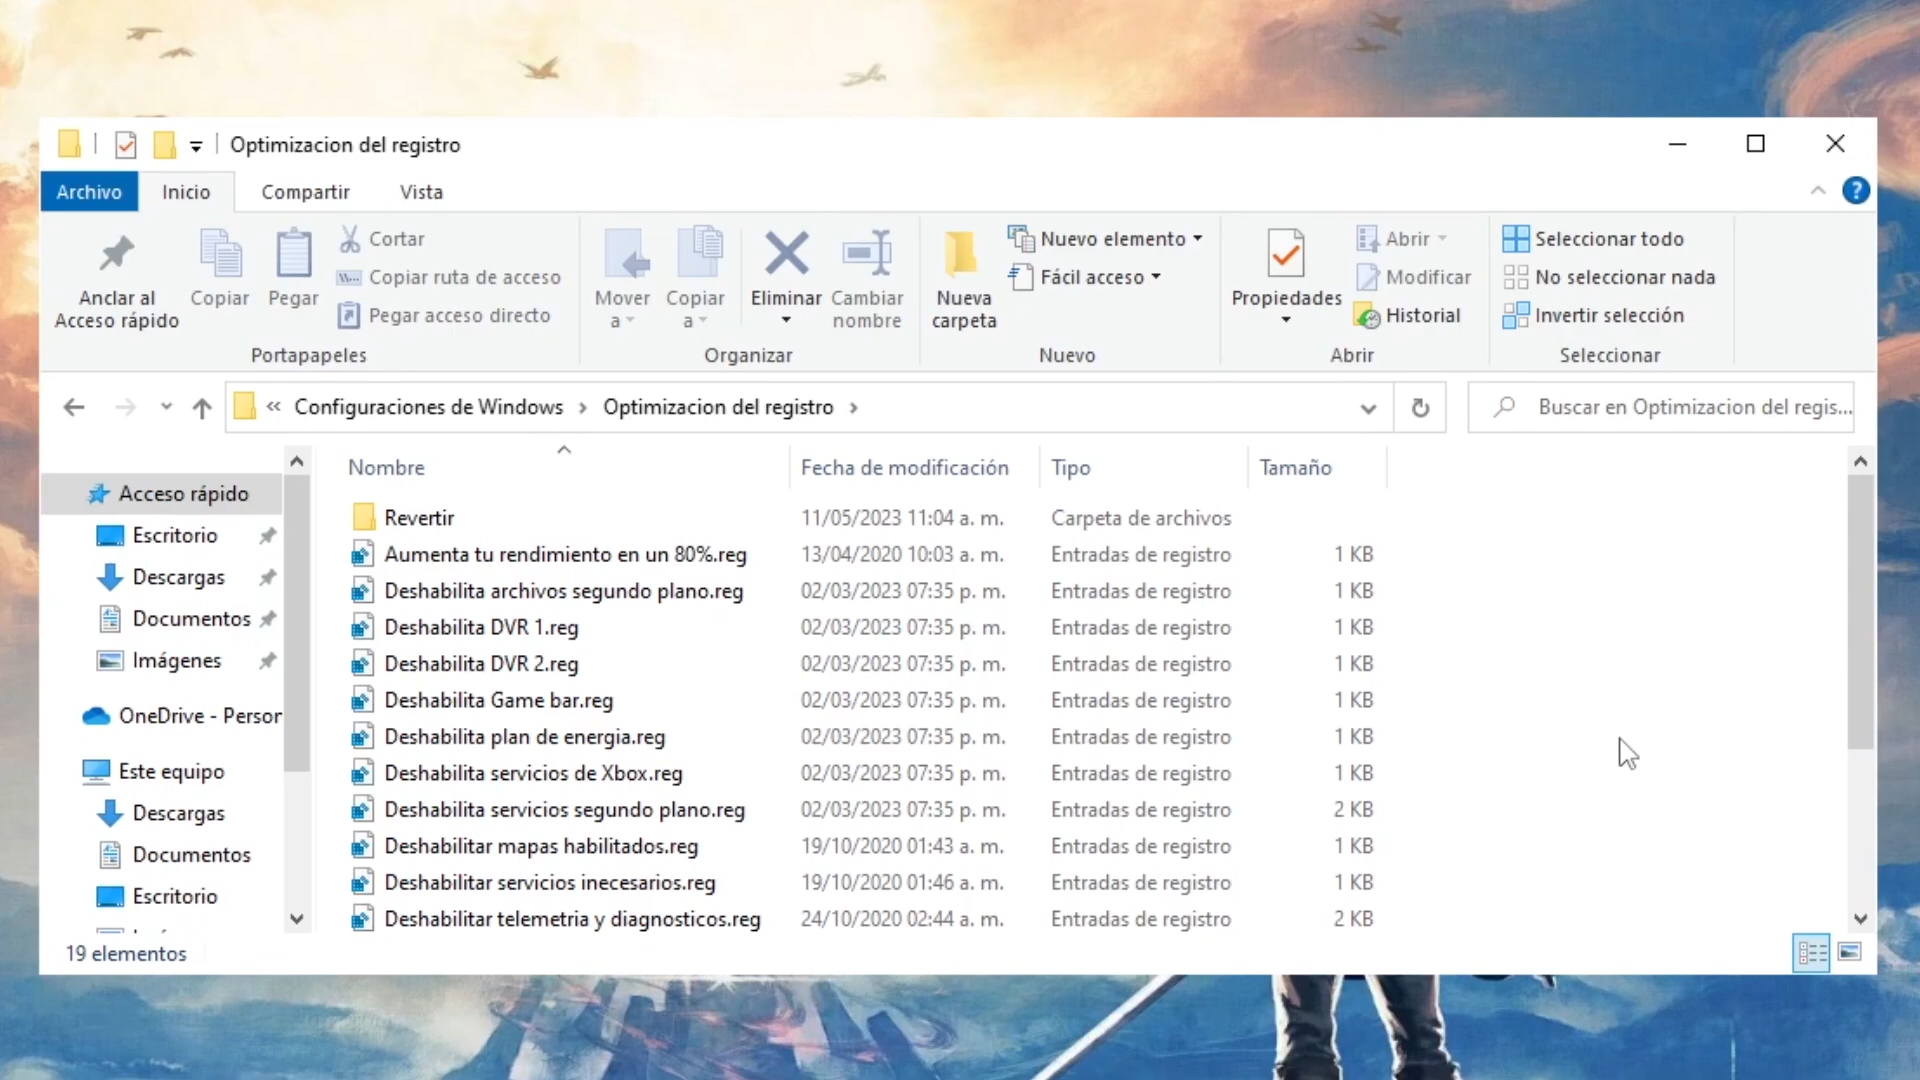 Optimizacion del registro
Archivo
Inicio
Compartir
Vista
Anclar al
Acceso rápido
Copiar
Pegar
Cortar
Copiar ruta de acceso
Pegar acceso directo
Portapapeles
Mover
a
Copiar
a
Eliminar
Cambiar
nombre
Organizar
Nueva
carpeta
Nuevo elemento
Fácil acceso
Nuevo
Propiedades
Abrir
Modificar
Historial
Abrir
Seleccionar todo
No seleccionar nada
Invertir selección
Seleccionar
« Configuraciones de Windows > Optimizacion del registro >
Buscar en Optimizacion del regis...
Acceso rápido
Escritorio
Descargas
Documentos
Imágenes
OneDrive - Person
Este equipo
Descargas
Documentos
Escritorio
Nombre Fecha de modificación Tipo Tamaño
Revertir 11/05/2023 11:04 a. m. Carpeta de archivos
Aumenta tu rendimiento en un 80%.reg 13/04/2020 10:03 a. m. Entradas de registro 1 KB
Deshabilita archivos segundo plano.reg 02/03/2023 07:35 p. m. Entradas de registro 1 KB
Deshabilita DVR 1.reg 02/03/2023 07:35 p. m. Entradas de registro 1 KB
Deshabilita DVR 2.reg 02/03/2023 07:35 p. m. Entradas de registro 1 KB
Deshabilita Game bar.reg 02/03/2023 07:35 p. m. Entradas de registro 1 KB
Deshabilita plan de energia.reg 02/03/2023 07:35 p. m. Entradas de registro 1 KB
Deshabilita servicios de Xbox.reg 02/03/2023 07:35 p. m. Entradas de registro 1 KB
Deshabilita servicios segundo plano.reg 02/03/2023 07:35 p. m. Entradas de registro 2 KB
Deshabilitar mapas habilitados.reg 19/10/2020 01:43 a. m. Entradas de registro 1 KB
Deshabilitar servicios inecesarios.reg 19/10/2020 01:46 a. m. Entradas de registro 1 KB
Deshabilitar telemetria y diagnosticos.reg 24/10/2020 02:44 a. m. Entradas de registro 2 KB
19 elementos